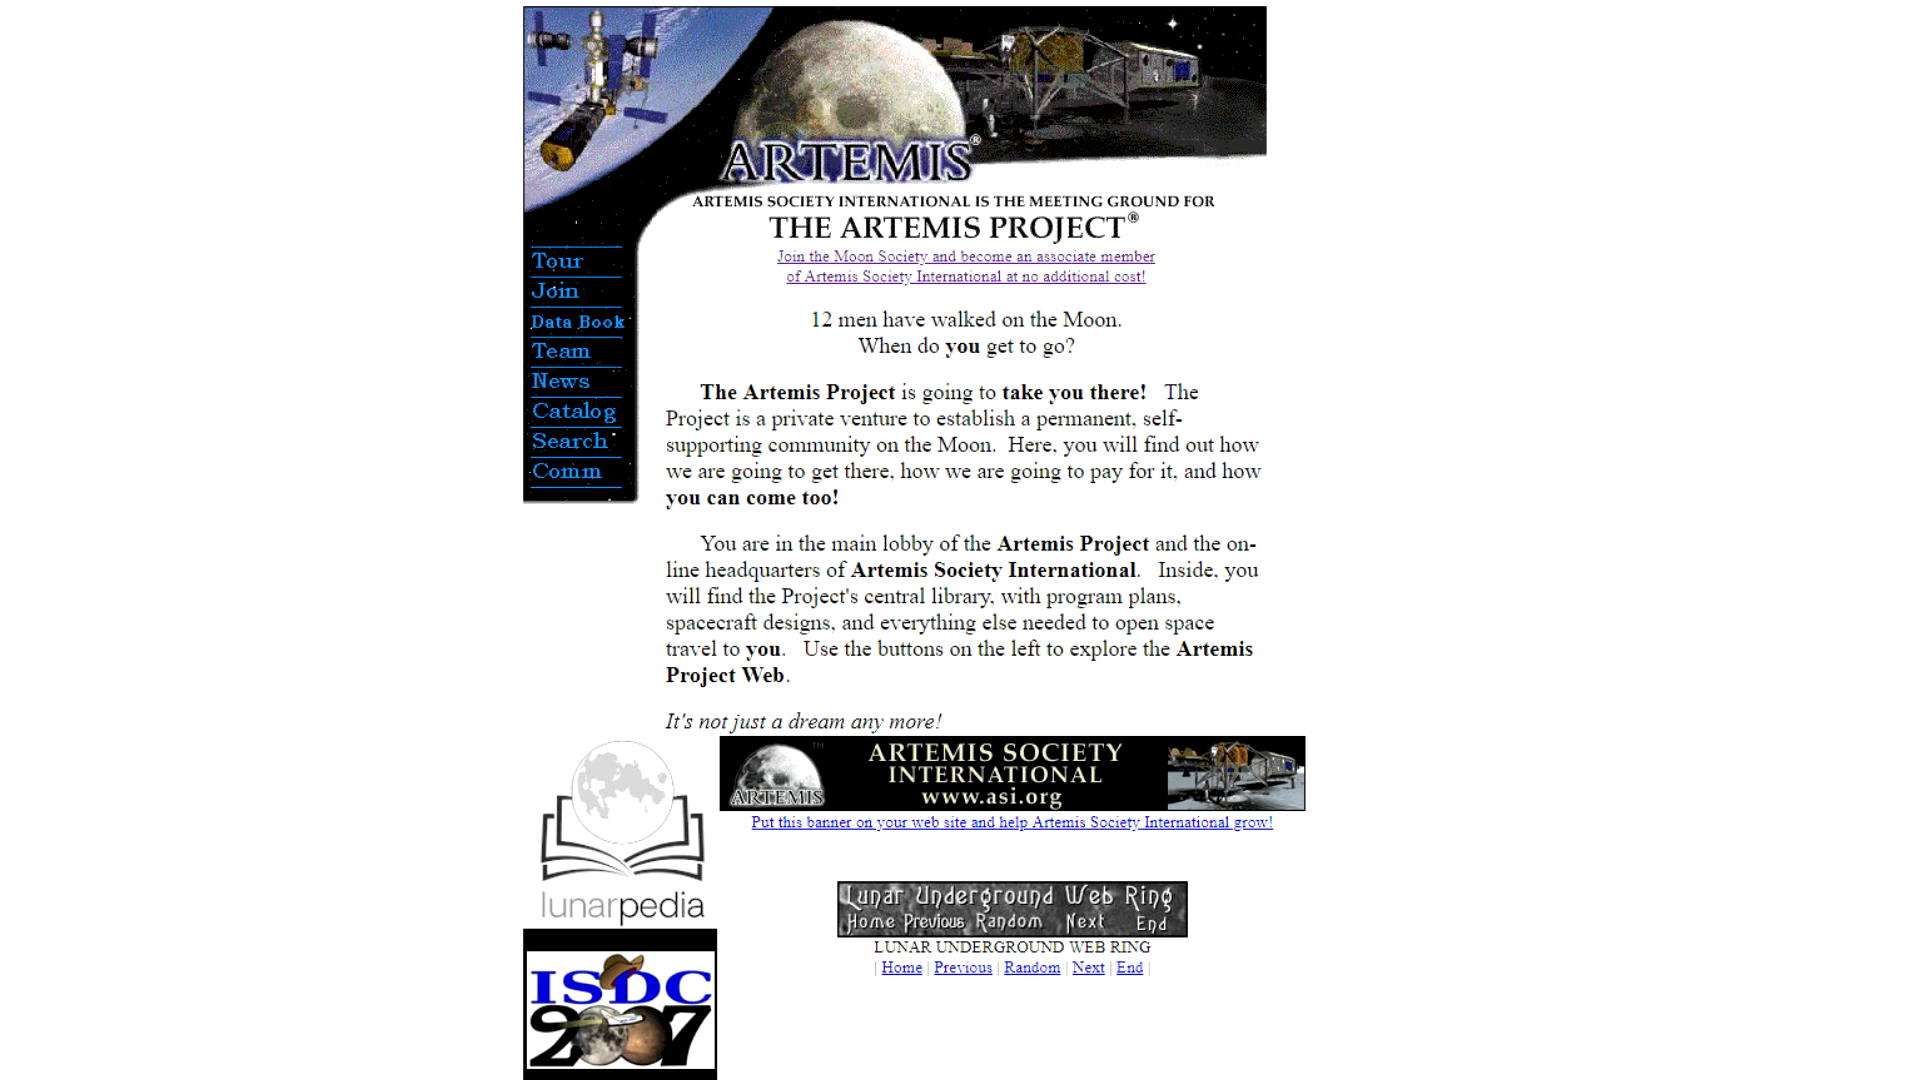 ARTEMIS®
ARTEMIS SOCIETY INTERNATIONAL IS THE MEETING GROUND FOR
THE ARTEMIS PROJECT®
Join the Moon Society and become an associate member
of Artemis Society International at no additional cost!
Tour
Join
Data Book
Team
News
Catalog
Search
Comm
12 men have walked on the Moon.
When do you get to go?
The Artemis Project is going to take you there! The
Project is a private venture to establish a permanent, self-
supporting community on the Moon. Here, you will find out how
we are going to get there, how we are going to pay for it, and how
you can come too!
You are in the main lobby of the Artemis Project and the on-
line headquarters of Artemis Society International. Inside, you
will find the Project's central library, with program plans,
spacecraft designs, and everything else needed to open space
travel to you. Use the buttons on the left to explore the Artemis
Project Web.
It's not just a dream any more!
lunarpedia
ISDC
2007
TM
ARTEMIS
ARTEMIS SOCIETY
INTERNATIONAL
www.asi.org
Put this banner on your web site and help Artemis Society International grow!
Lunar Underground Web Ring
Home Previous Random Next End
LUNAR UNDERGROUND WEB RING
| Home | Previous | Random | Next | End |